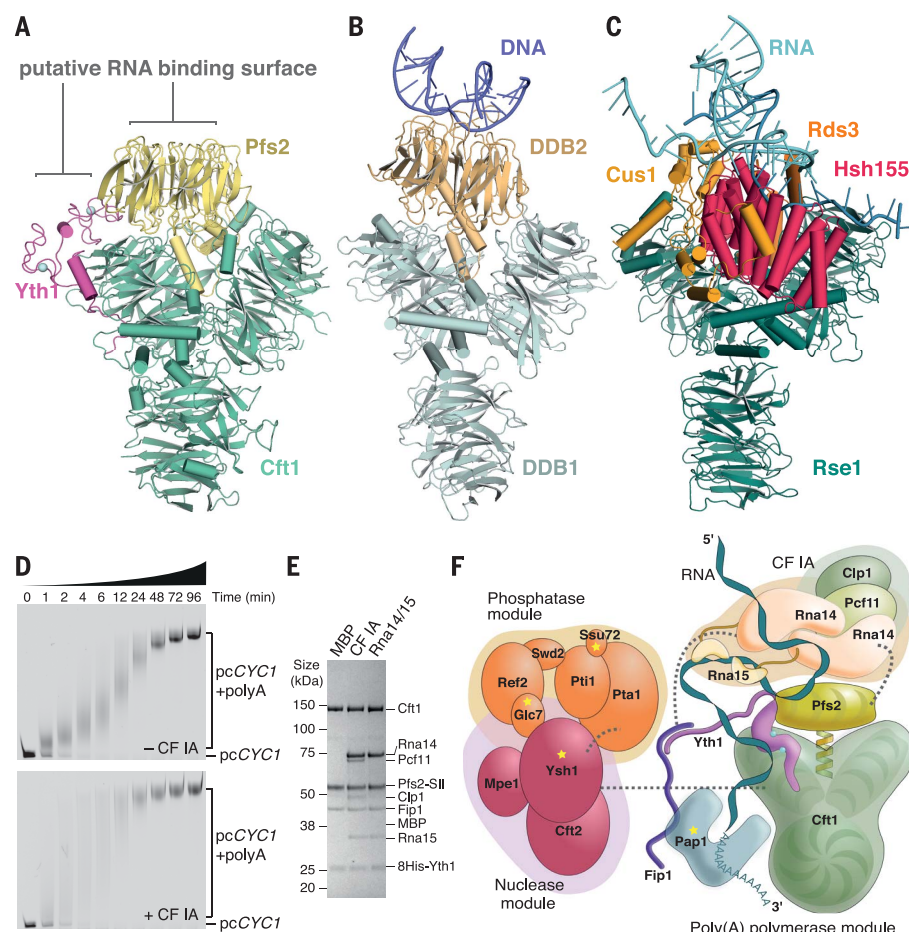 A
putative RNA binding surface
Pfs2
Yth1
Cft1
B
DNA
DDB2
DDB1
C
RNA
Rds3
Cus1
Hsh155
Rse1
D
0 1 2 4 6 12 24 48 72 96 Time (min)
pcCYC1
+polyA
– CF IA
pcCYC1
pcCYC1
+polyA
+ CF IA
pcCYC1
E
MBP
CF IA
Rna14/15
Size
(kDa)
150
100
75
50
38
25
20
Cft1
Rna14
Pcf11
Pfs2-SII
Clp1
Fip1
MBP
Rna15
8His-Yth1
F
5'
RNA
CF IA
Clp1
Pcf11
Rna14
Rna14
Rna15
Pfs2
Yth1
Cft1
Fip1
Pap1
AAAAAAAAAA
3'
Poly(A) polymerase module
Phosphatase
module
Ssu72
Swd2
Ref2
Pti1
Pta1
Glc7
Ysh1
Mpe1
Cft2
Nuclease
module